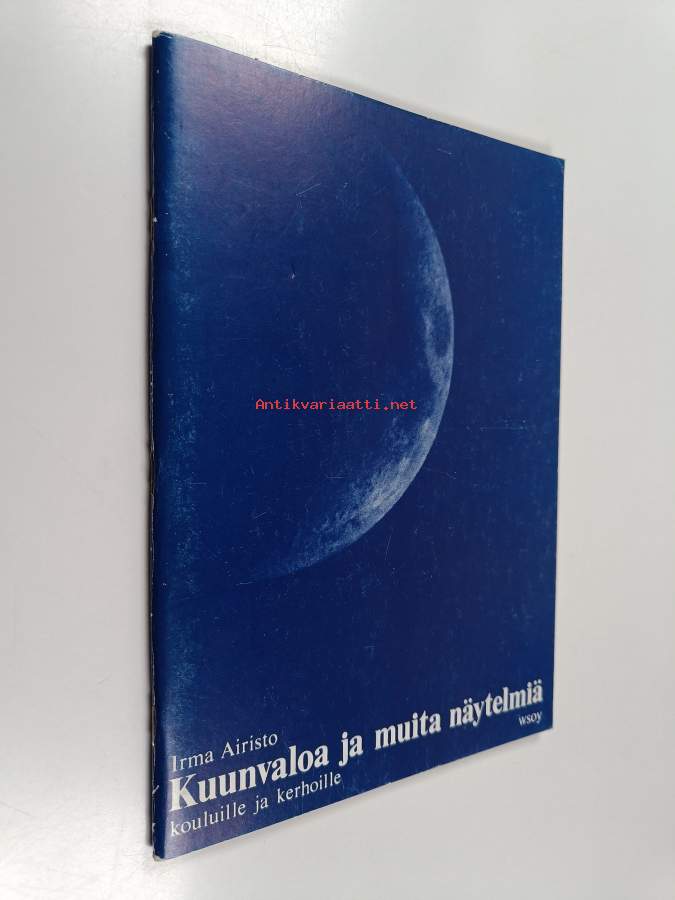 Antikvariaatti.net
Irma Airisto
Kuunvaloa ja muita näytelmiä
kouluille ja kerhoille
wsoy